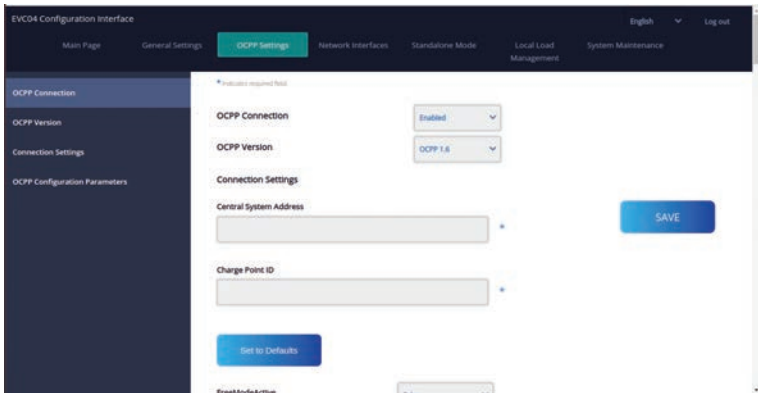 EVC04 Configuration Interface
English
Log out
Main Page
General Settings
OCPP Settings
Network Interfaces
Standalone Mode
Local Load
Management
System Maintenance
OCPP Connection
OCPP Version
Connection Settings
OCPP Configuration Parameters
* Indicates required field.
OCPP Connection
Enabled
OCPP Version
OCPP 1.6
Connection Settings
Central System Address
*
SAVE
Charge Point ID
*
Set to Defaults
FreeModeActive